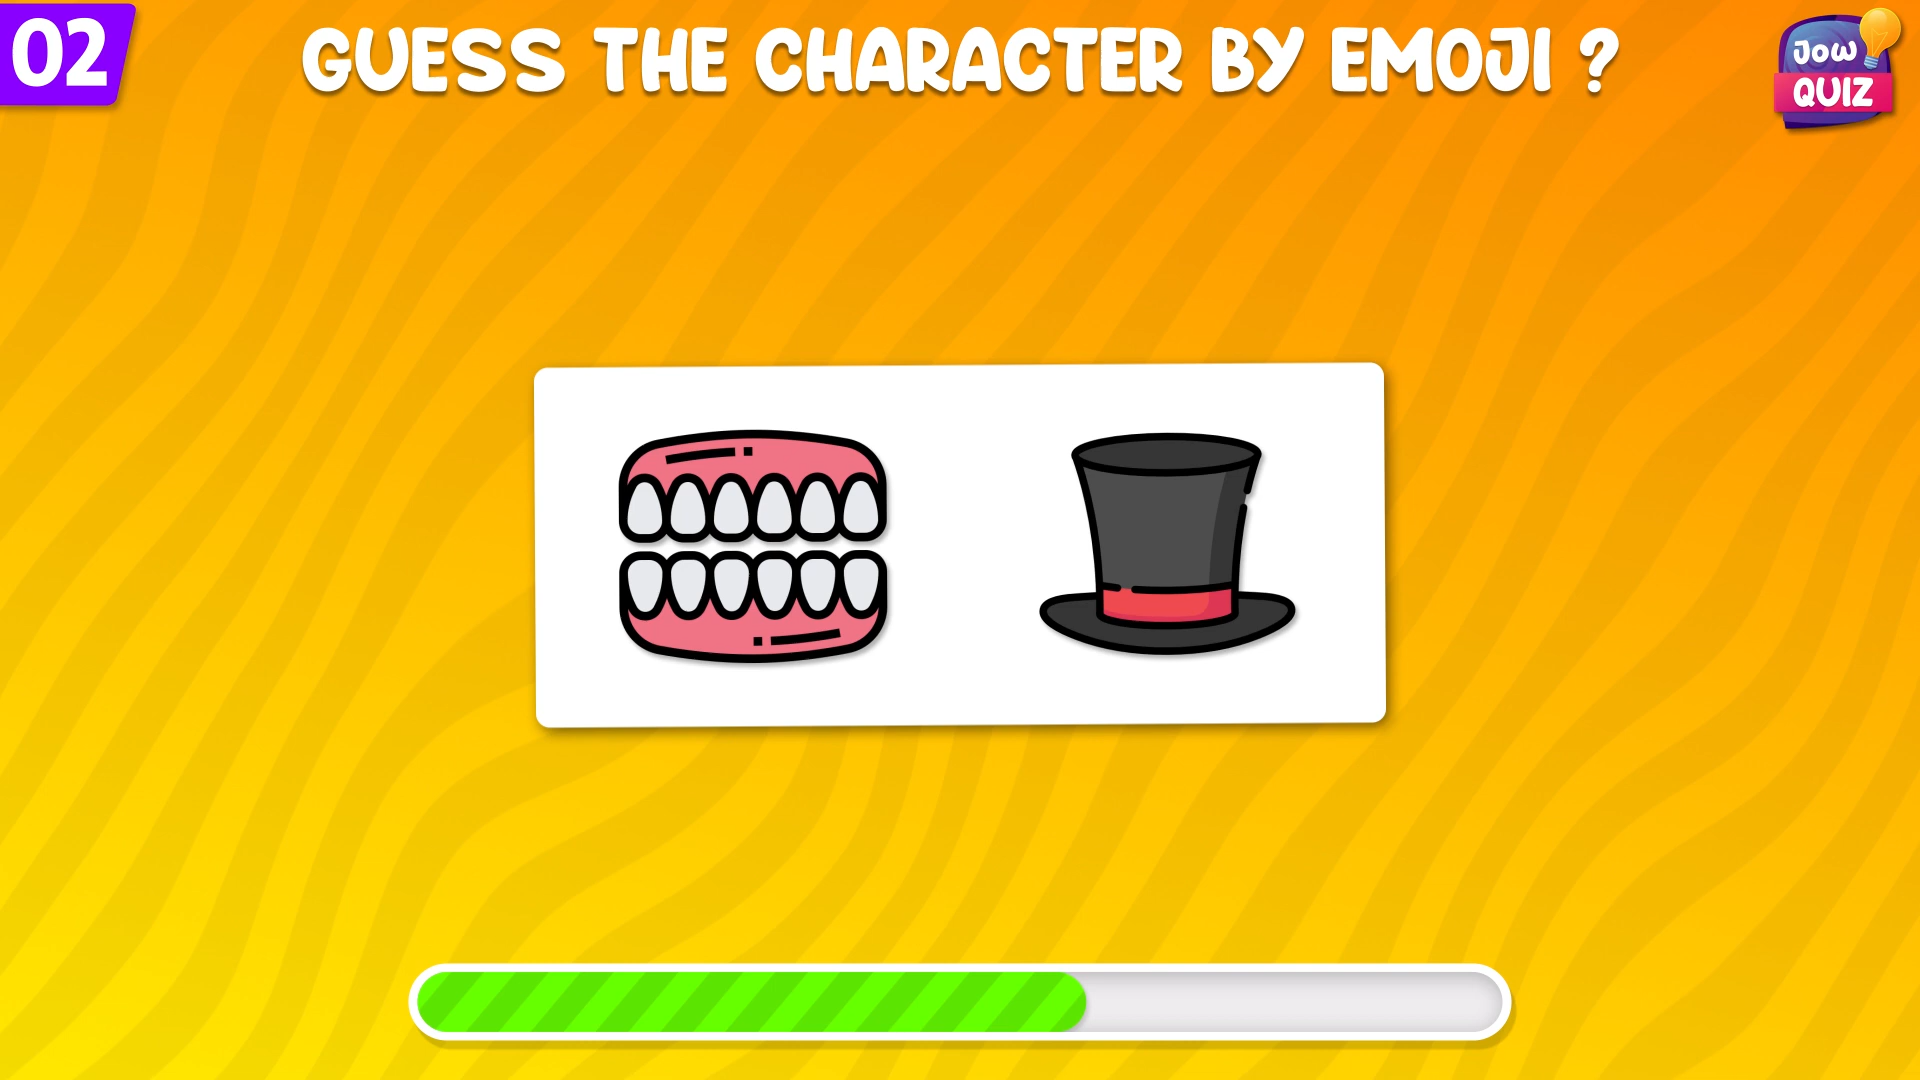 02
GUESS THE CHARACTER BY EMOJI ?
JOW
QUIZ